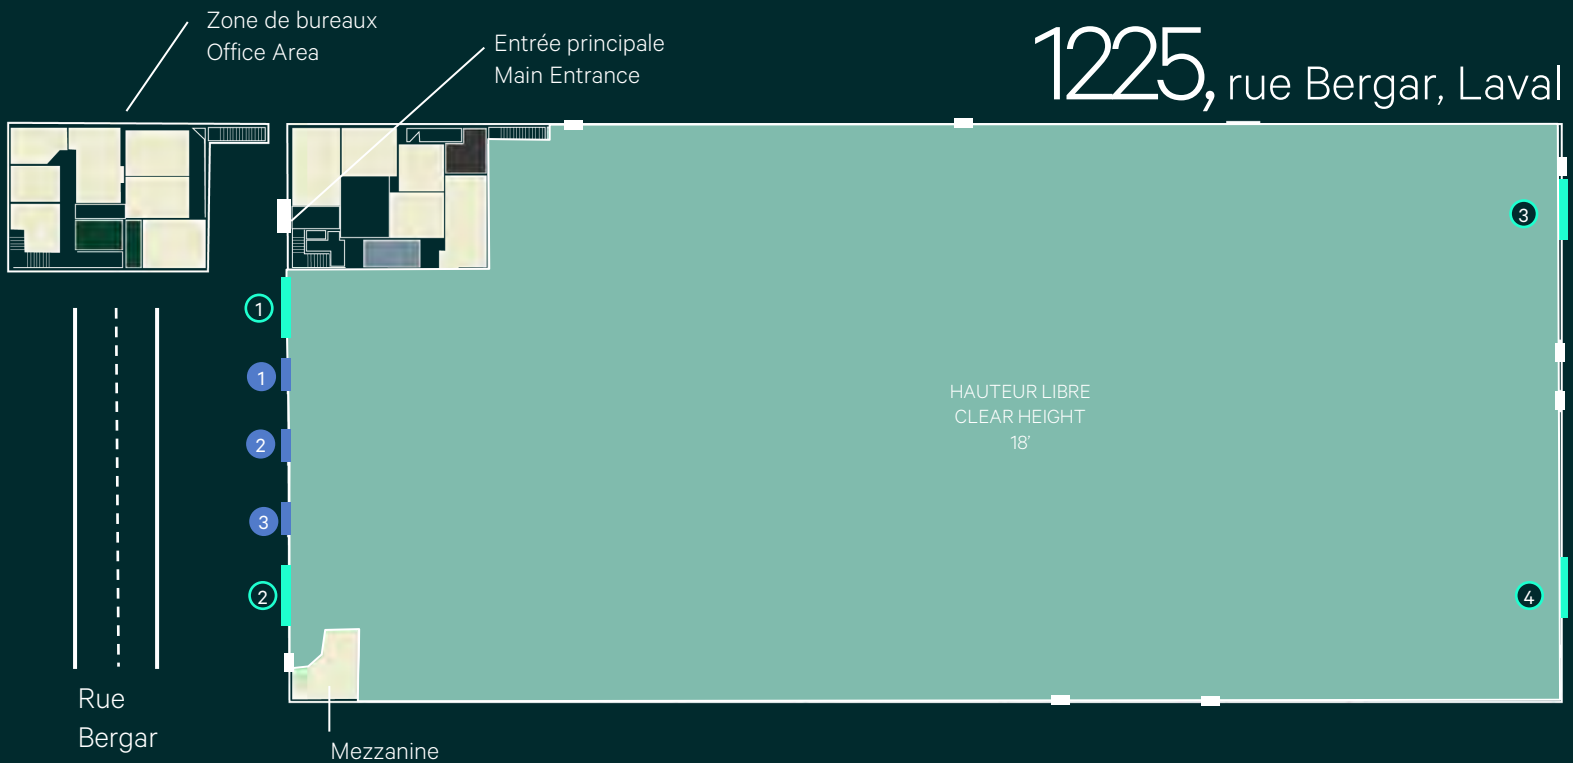 Zone de bureaux
Office Area
Entrée principale
Main Entrance
1225, rue Bergar, Laval
3
1
1
2
3
2
4
HAUTEUR LIBRE
CLEAR HEIGHT
18'
Rue
Bergar
Mezzanine